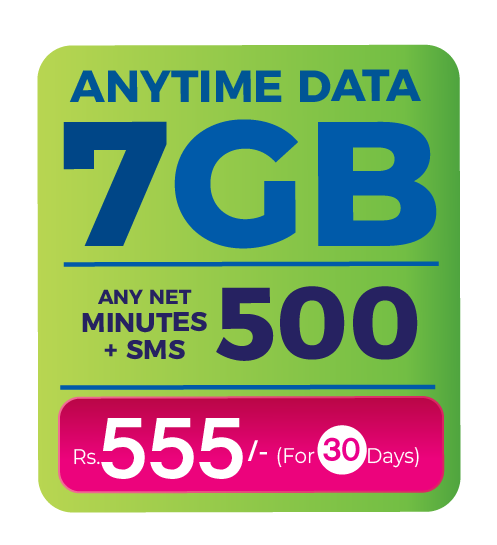 ANYTIME DATA
7GB
ANY NET
MINUTES
+ SMS
500
Rs.555/- (For 30 Days)